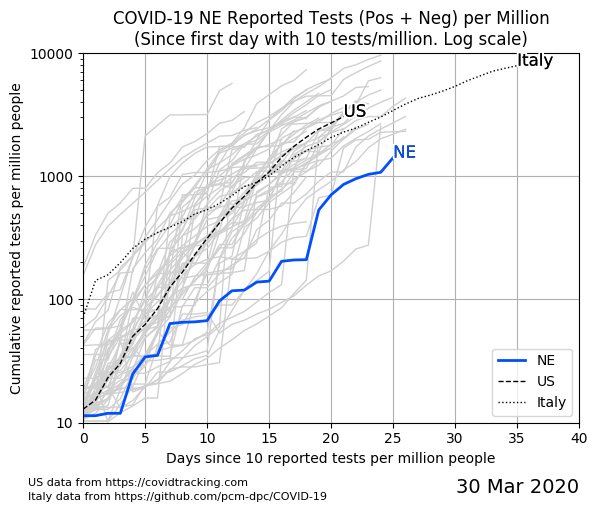 COVID-19 NE Reported Tests (Pos + Neg) per Million
(Since first day with 10 tests/million. Log scale)
Cumulative reported tests per million people
10000
1000
100
10
Italy
US
NE
NE
US
Italy
0 5 10 15 20 25 30 35 40
Days since 10 reported tests per million people
US data from https://covidtracking.com
Italy data from https://github.com/pcm-dpc/COVID-19
30 Mar 2020